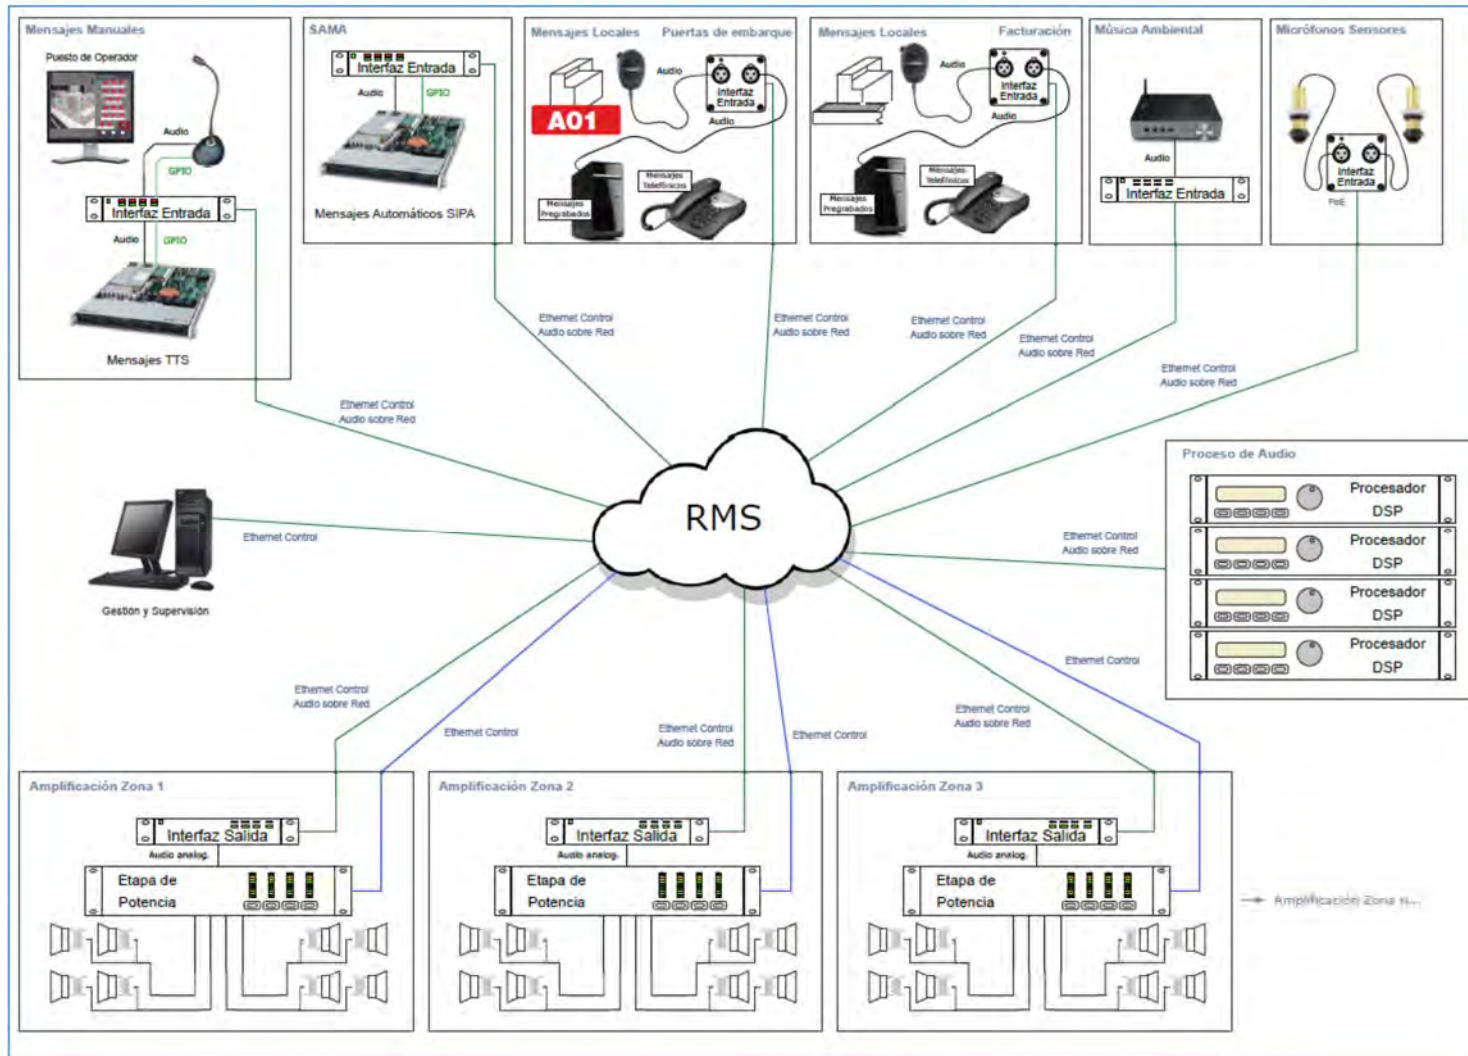 Mensajes Manuales
Puesto de Operador
Audio
GPIO
Interfaz Entrada
Audio
GPIO
Mensajes TTS
SAMA
Interfaz Entrada
Audio
GPIO
Mensajes Automáticos SIPA
Mensajes Locales
Puertas de embarque
Audio
Interfaz
Entrada
Audio
A01
Mensajes
Telefónicos
Mensajes
Pregrabados
Mensajes Locales
Facturación
Audio
Interfaz
Entrada
Audio
Mensajes
Telefónicos
Mensajes
Pregrabados
Música Ambiental
Audio
Interfaz Entrada
Micrófonos Sensores
Interfaz
Entrada
PoE
Ethernet Control
Audio sobre Red
Ethernet Control
Audio sobre Red
Ethernet Control
Audio sobre Red
Ethernet Control
Audio sobre Red
Ethernet Control
Audio sobre Red
Ethernet Control
Audio sobre Red
RMS
Ethernet Control
Gestión y Supervisión
Ethernet Control
Audio sobre Red
Proceso de Audio
Procesador
DSP
Procesador
DSP
Procesador
DSP
Procesador
DSP
Ethernet Control
Audio sobre Red
Ethernet Control
Ethernet Control
Audio sobre Red
Ethernet Control
Ethernet Control
Audio sobre Red
Ethernet Control
Amplificación Zona 1
Interfaz Salida
Audio analog.
Etapa de
Potencia
Amplificación Zona 2
Interfaz Salida
Audio analog.
Etapa de
Potencia
Amplificación Zona 3
Interfaz Salida
Audio analog.
Etapa de
Potencia
Amplificación Zona n...